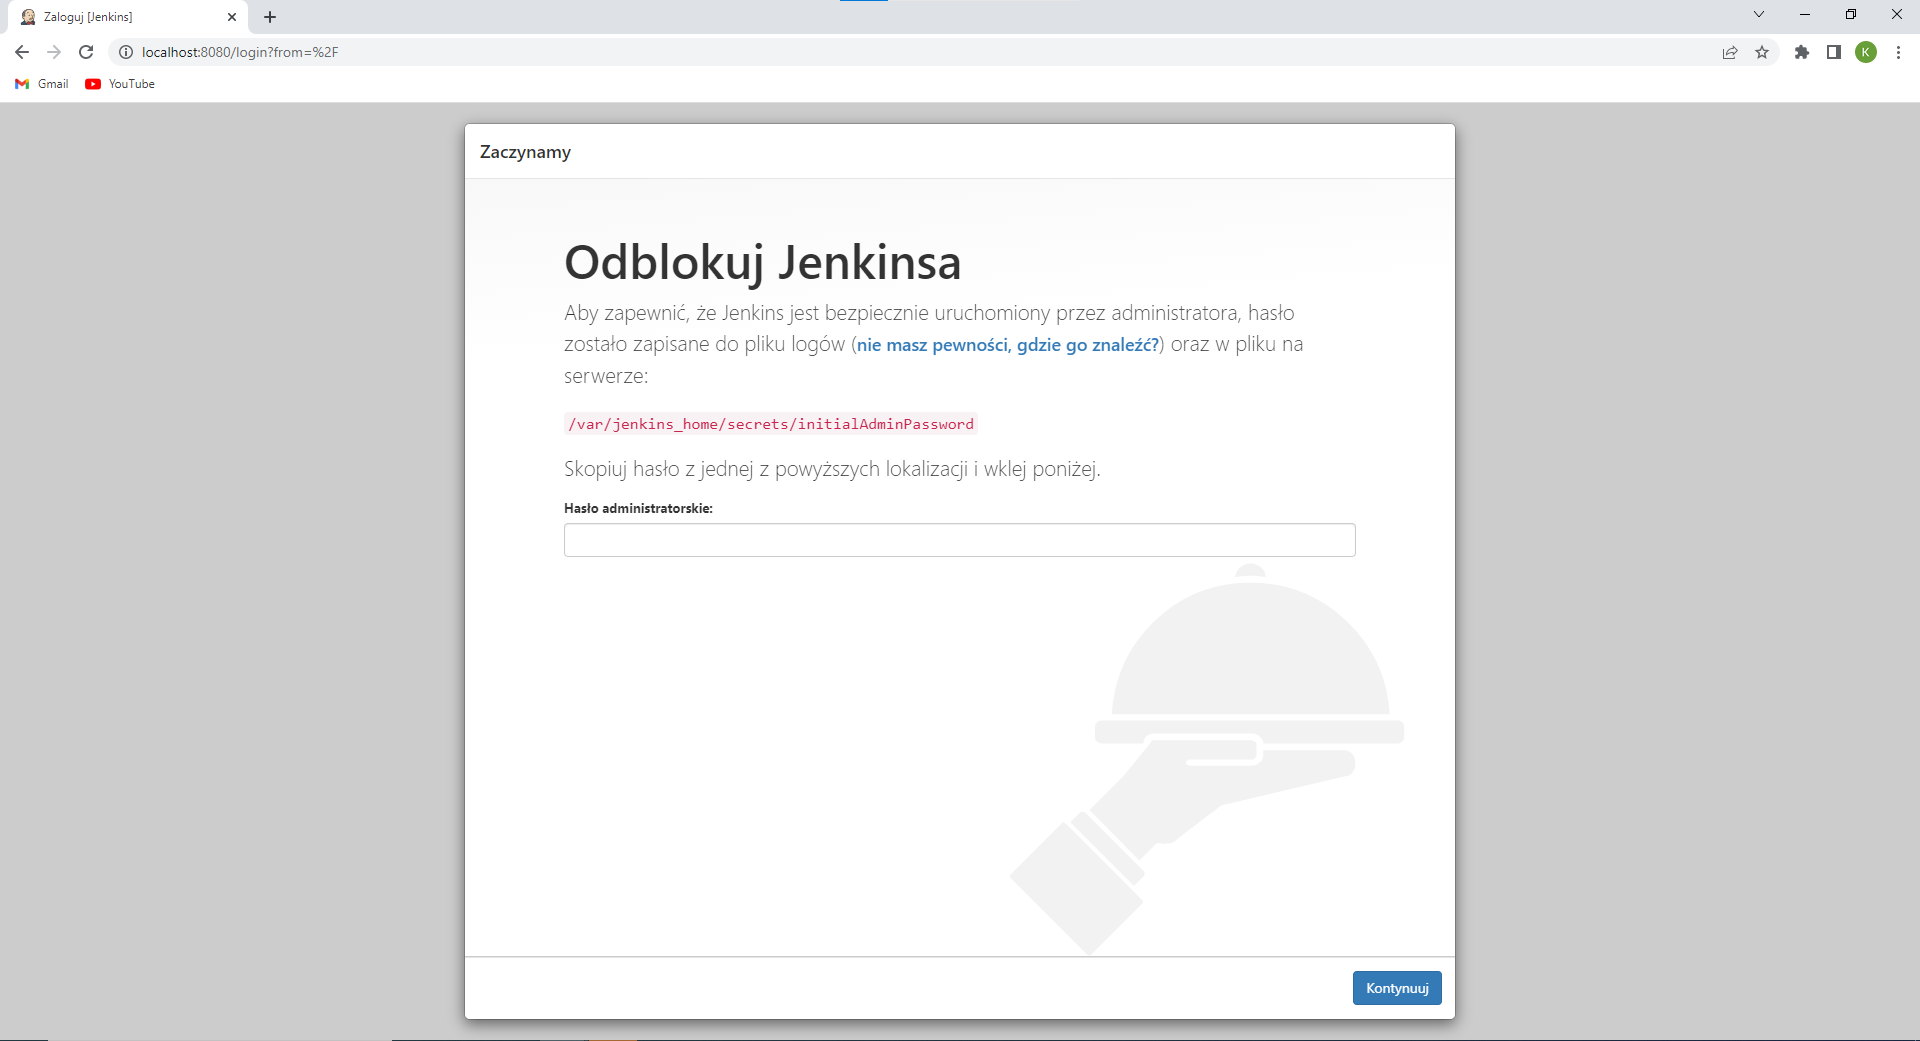 Zaloguj [Jenkins]
localhost:8080/login?from=%2F
K
Gmail
YouTube
Zaczynamy
Odblokuj Jenkinsa
Aby zapewnić, że Jenkins jest bezpiecznie uruchomiony przez administratora, hasło
zostało zapisane do pliku logów (nie masz pewności, gdzie go znaleźć?) oraz w pliku na
serwerze:
/var/jenkins_home/secrets/initialAdminPassword
Skopiuj hasło z jednej z powyższych lokalizacji i wklej poniżej.
Hasło administratorskie:
Kontynuuj